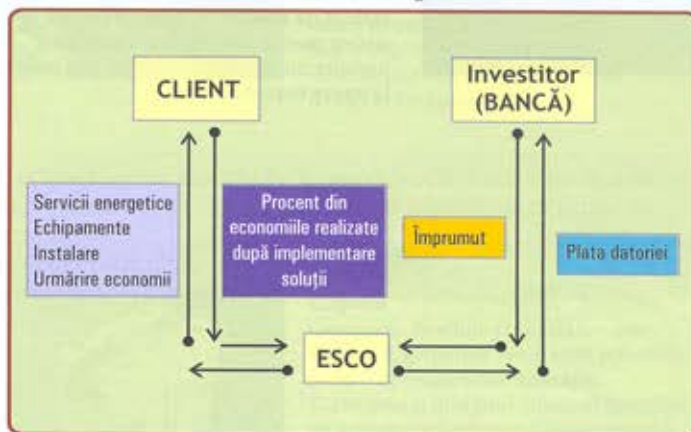 CLIENT
Investitor
(BANCĂ)
Servicii energetice
Echipamente
Instalare
Urmărire economii
Procent din
economiile realizate
după implementare
soluții
Împrumut
Plata datoriei
ESCO